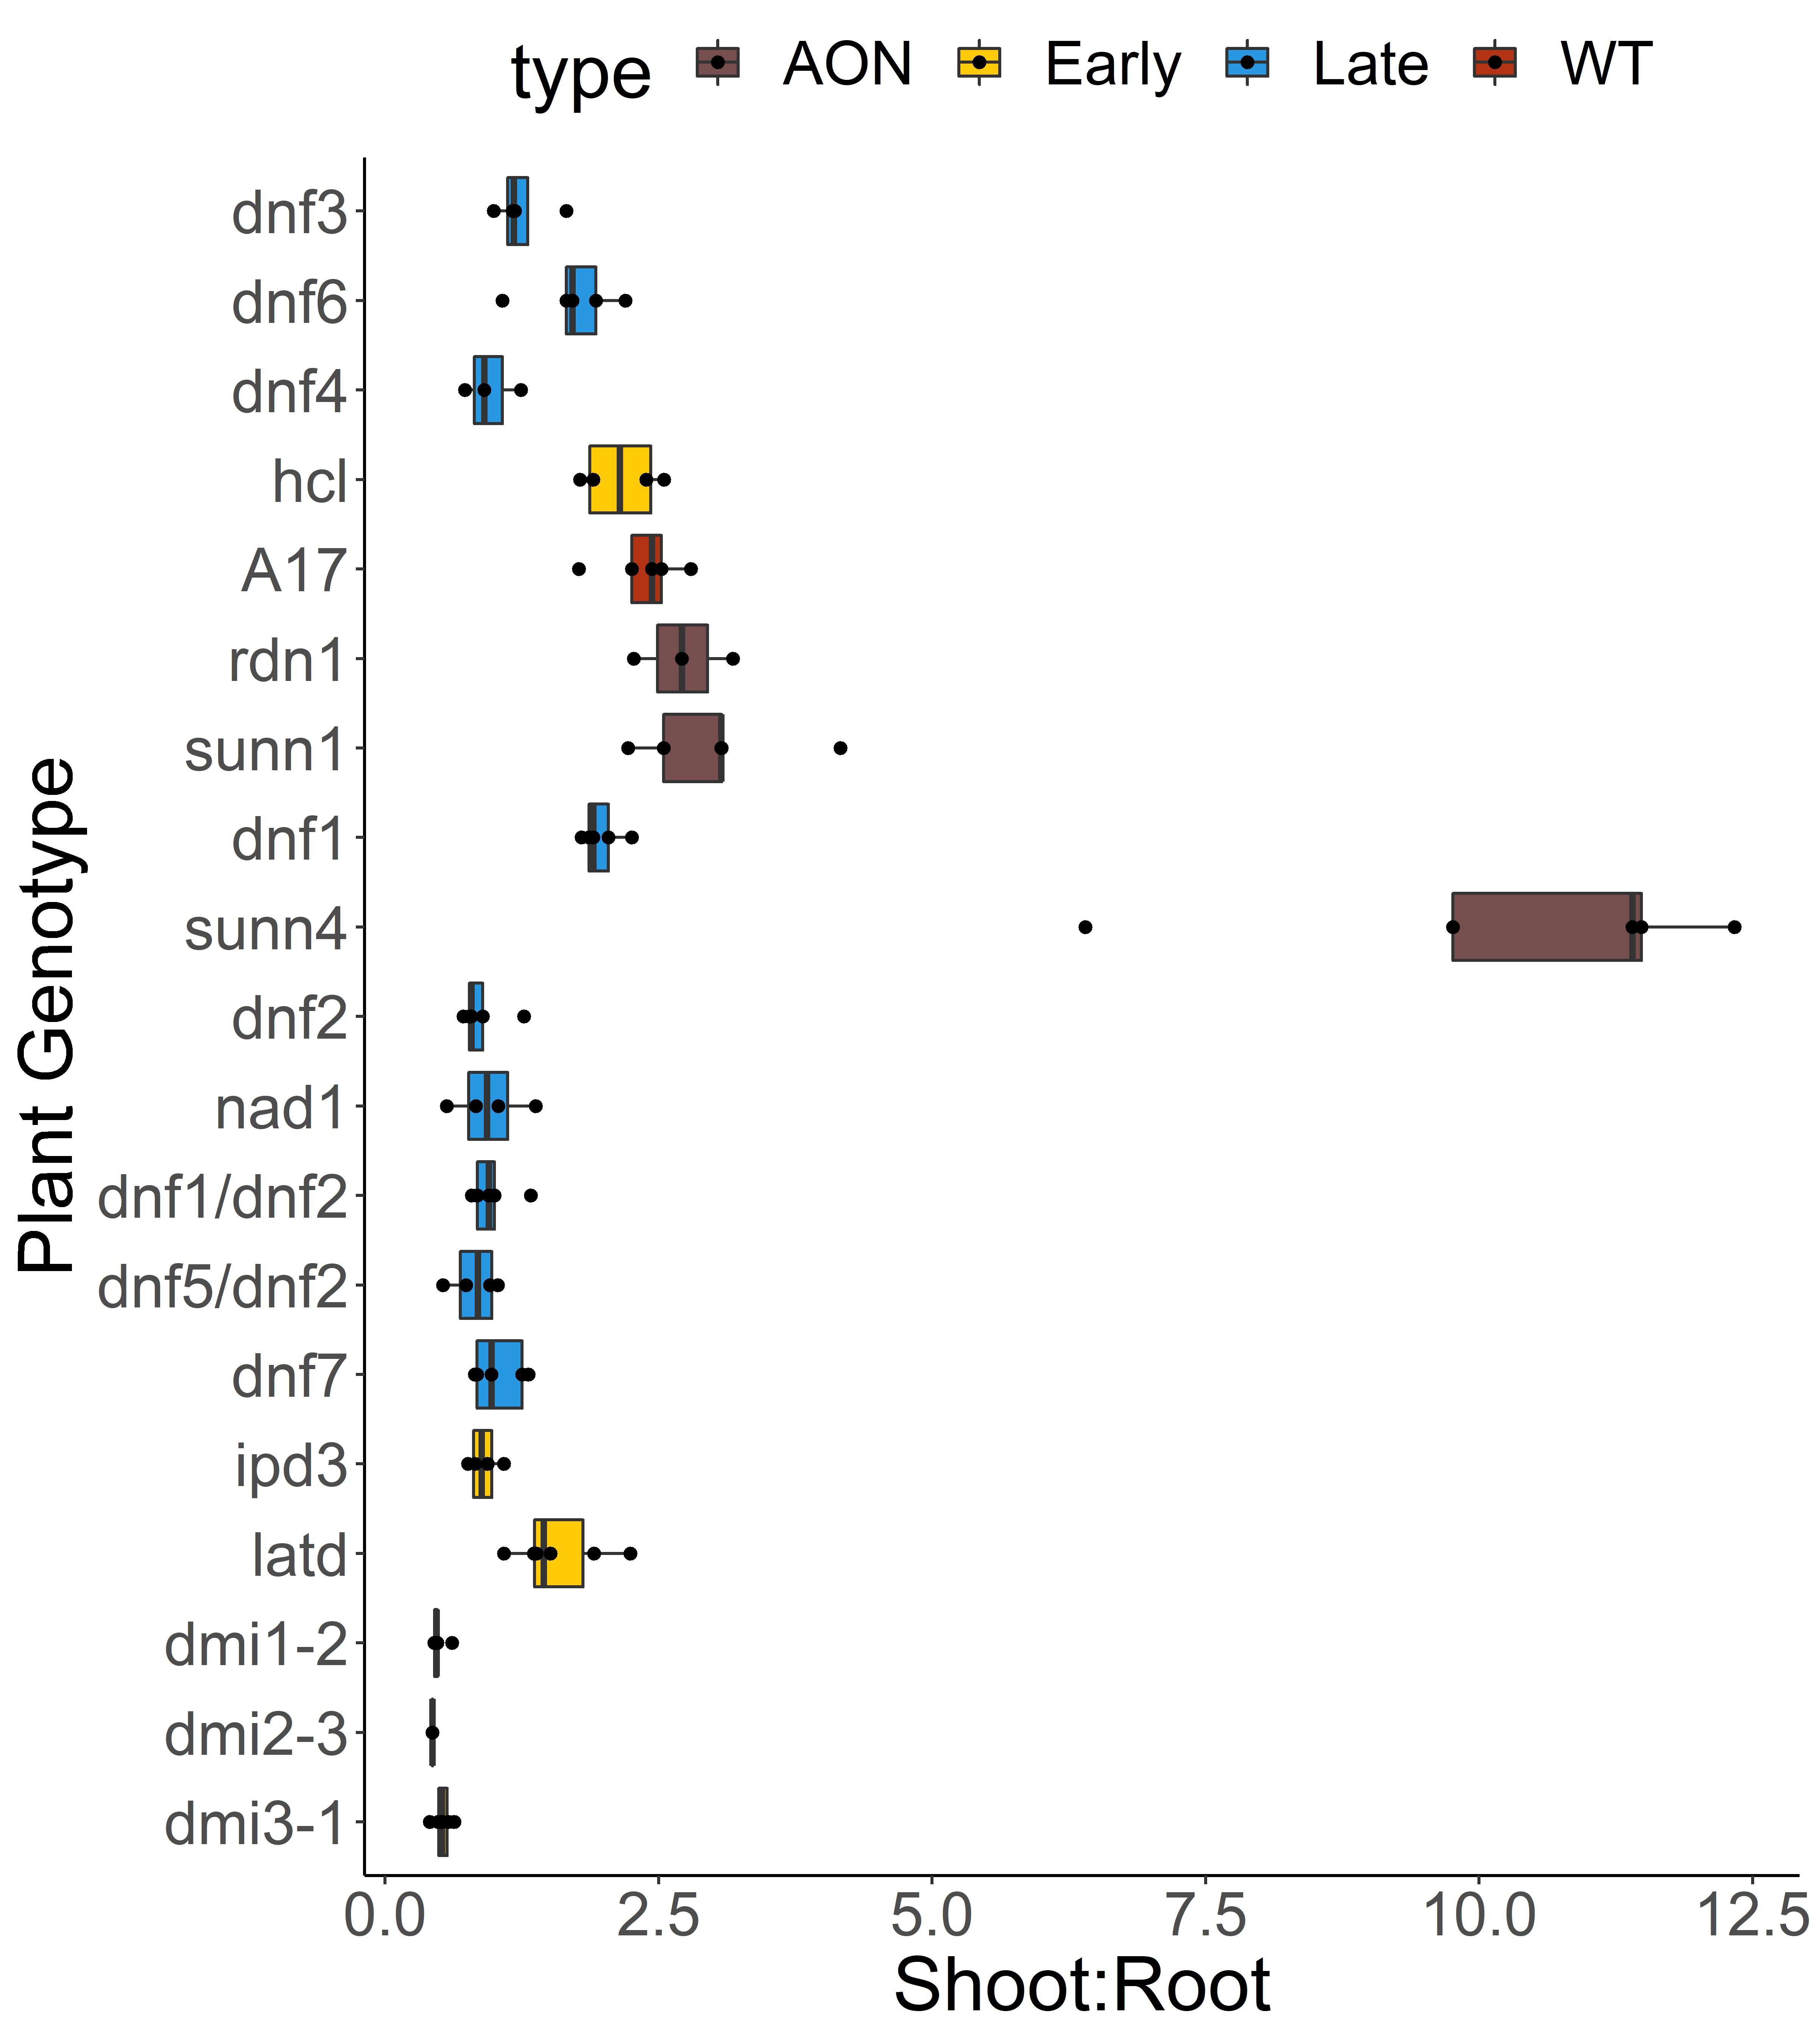 type AON Early Late WT
dnf3
dnf6
dnf4
hcl
A17
rdn1
sunn1
dnf1
sunn4
dnf2
nad1
dnf1/dnf2
dnf5/dnf2
dnf7
ipd3
latd
dmi1-2
dmi2-3
dmi3-1
Plant Genotype
0.0 2.5 5.0 7.5 10.0 12.5
Shoot:Root